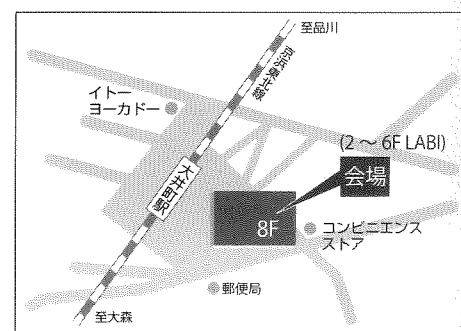 至品川
京浜東北線
イトー
ヨーカドー
(2 ～ 6F LABI)
会場
大井町駅
8F
コンビニエンス
ストア
郵便局
至大森